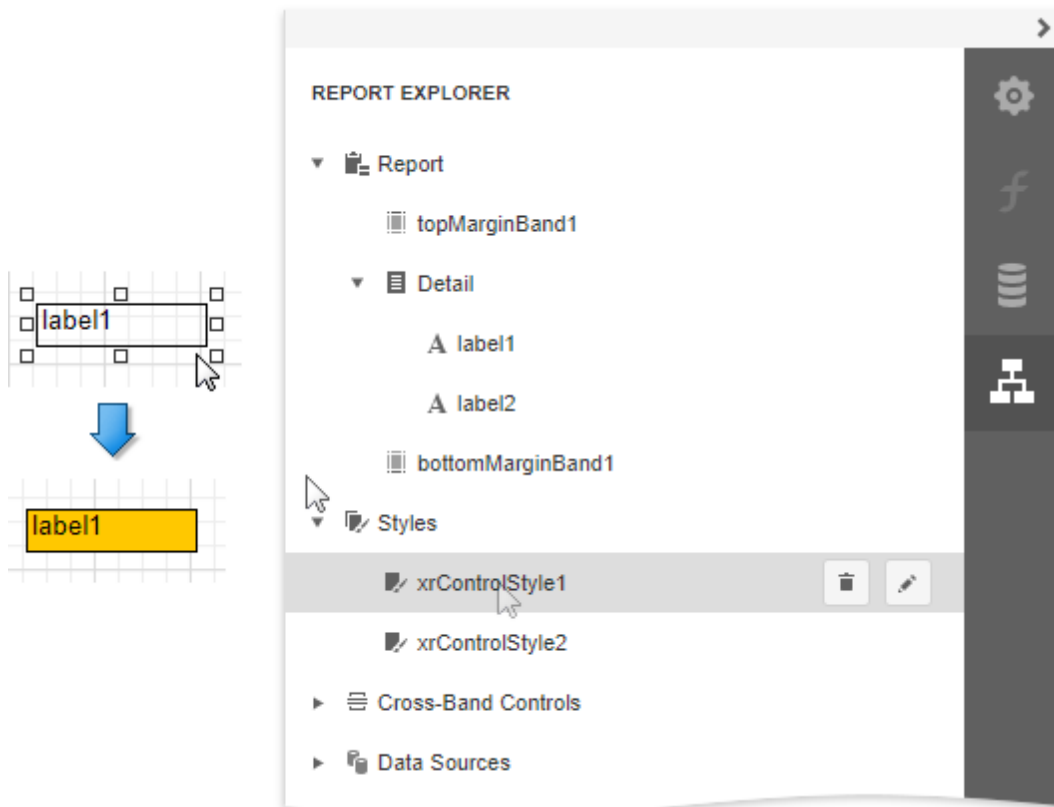 REPORT EXPLORER
Report
topMarginBand1
Detail
label1
label2
bottomMarginBand1
Styles
xrControlStyle1
xrControlStyle2
Cross-Band Controls
Data Sources
label1
label1